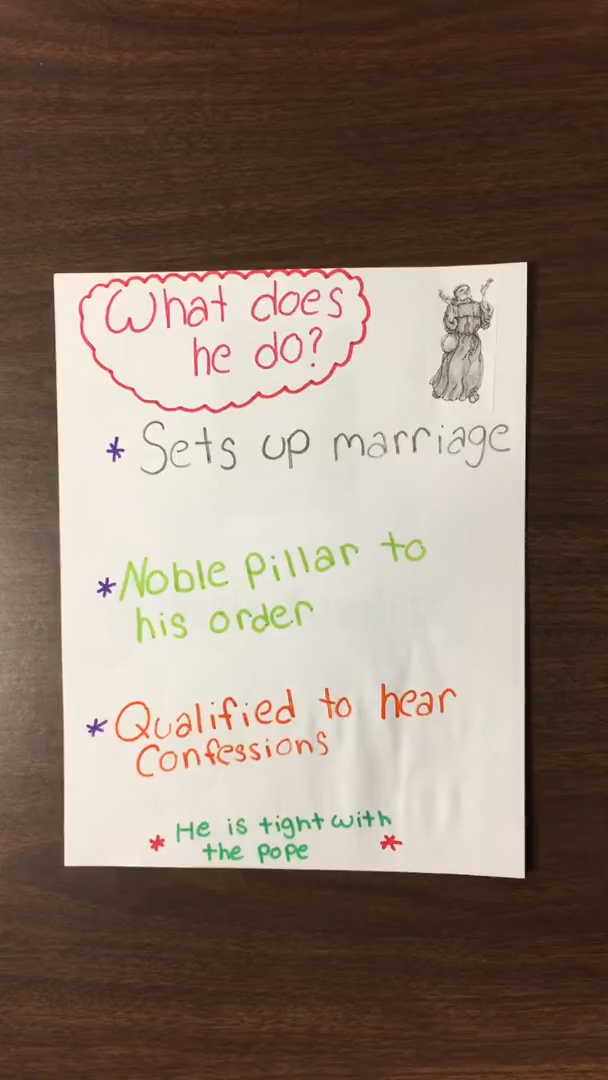 What does
he do?
* Sets up marriage
* Noble Pillar to
his order
* Qualified to hear
Confessions
* He is tight with
the pope *